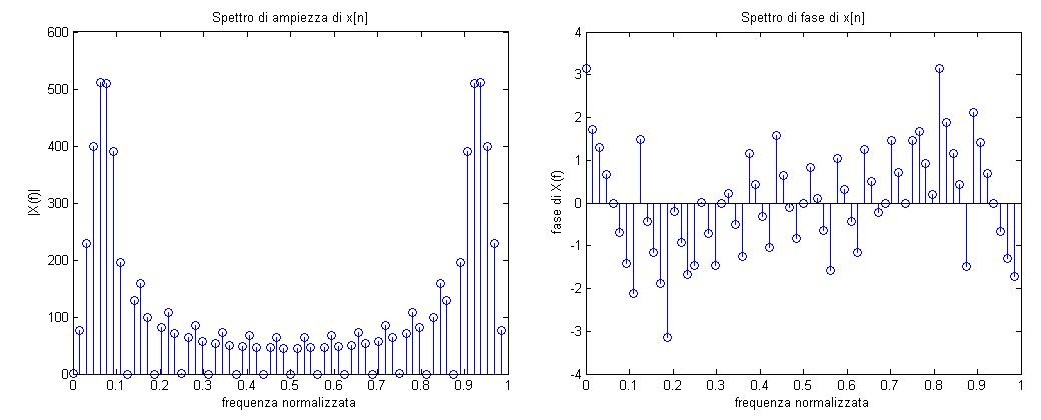 Spettro di ampiezza di x[n]
600
500
400
300
200
100
0
|X(f)|
0 0.1 0.2 0.3 0.4 0.5 0.6 0.7 0.8 0.9 1
frequenza normalizzata
Spettro di fase di x[n]
4
3
2
1
0
-1
-2
-3
-4
fase di X(f)
0 0.1 0.2 0.3 0.4 0.5 0.6 0.7 0.8 0.9 1
frequenza normalizzata